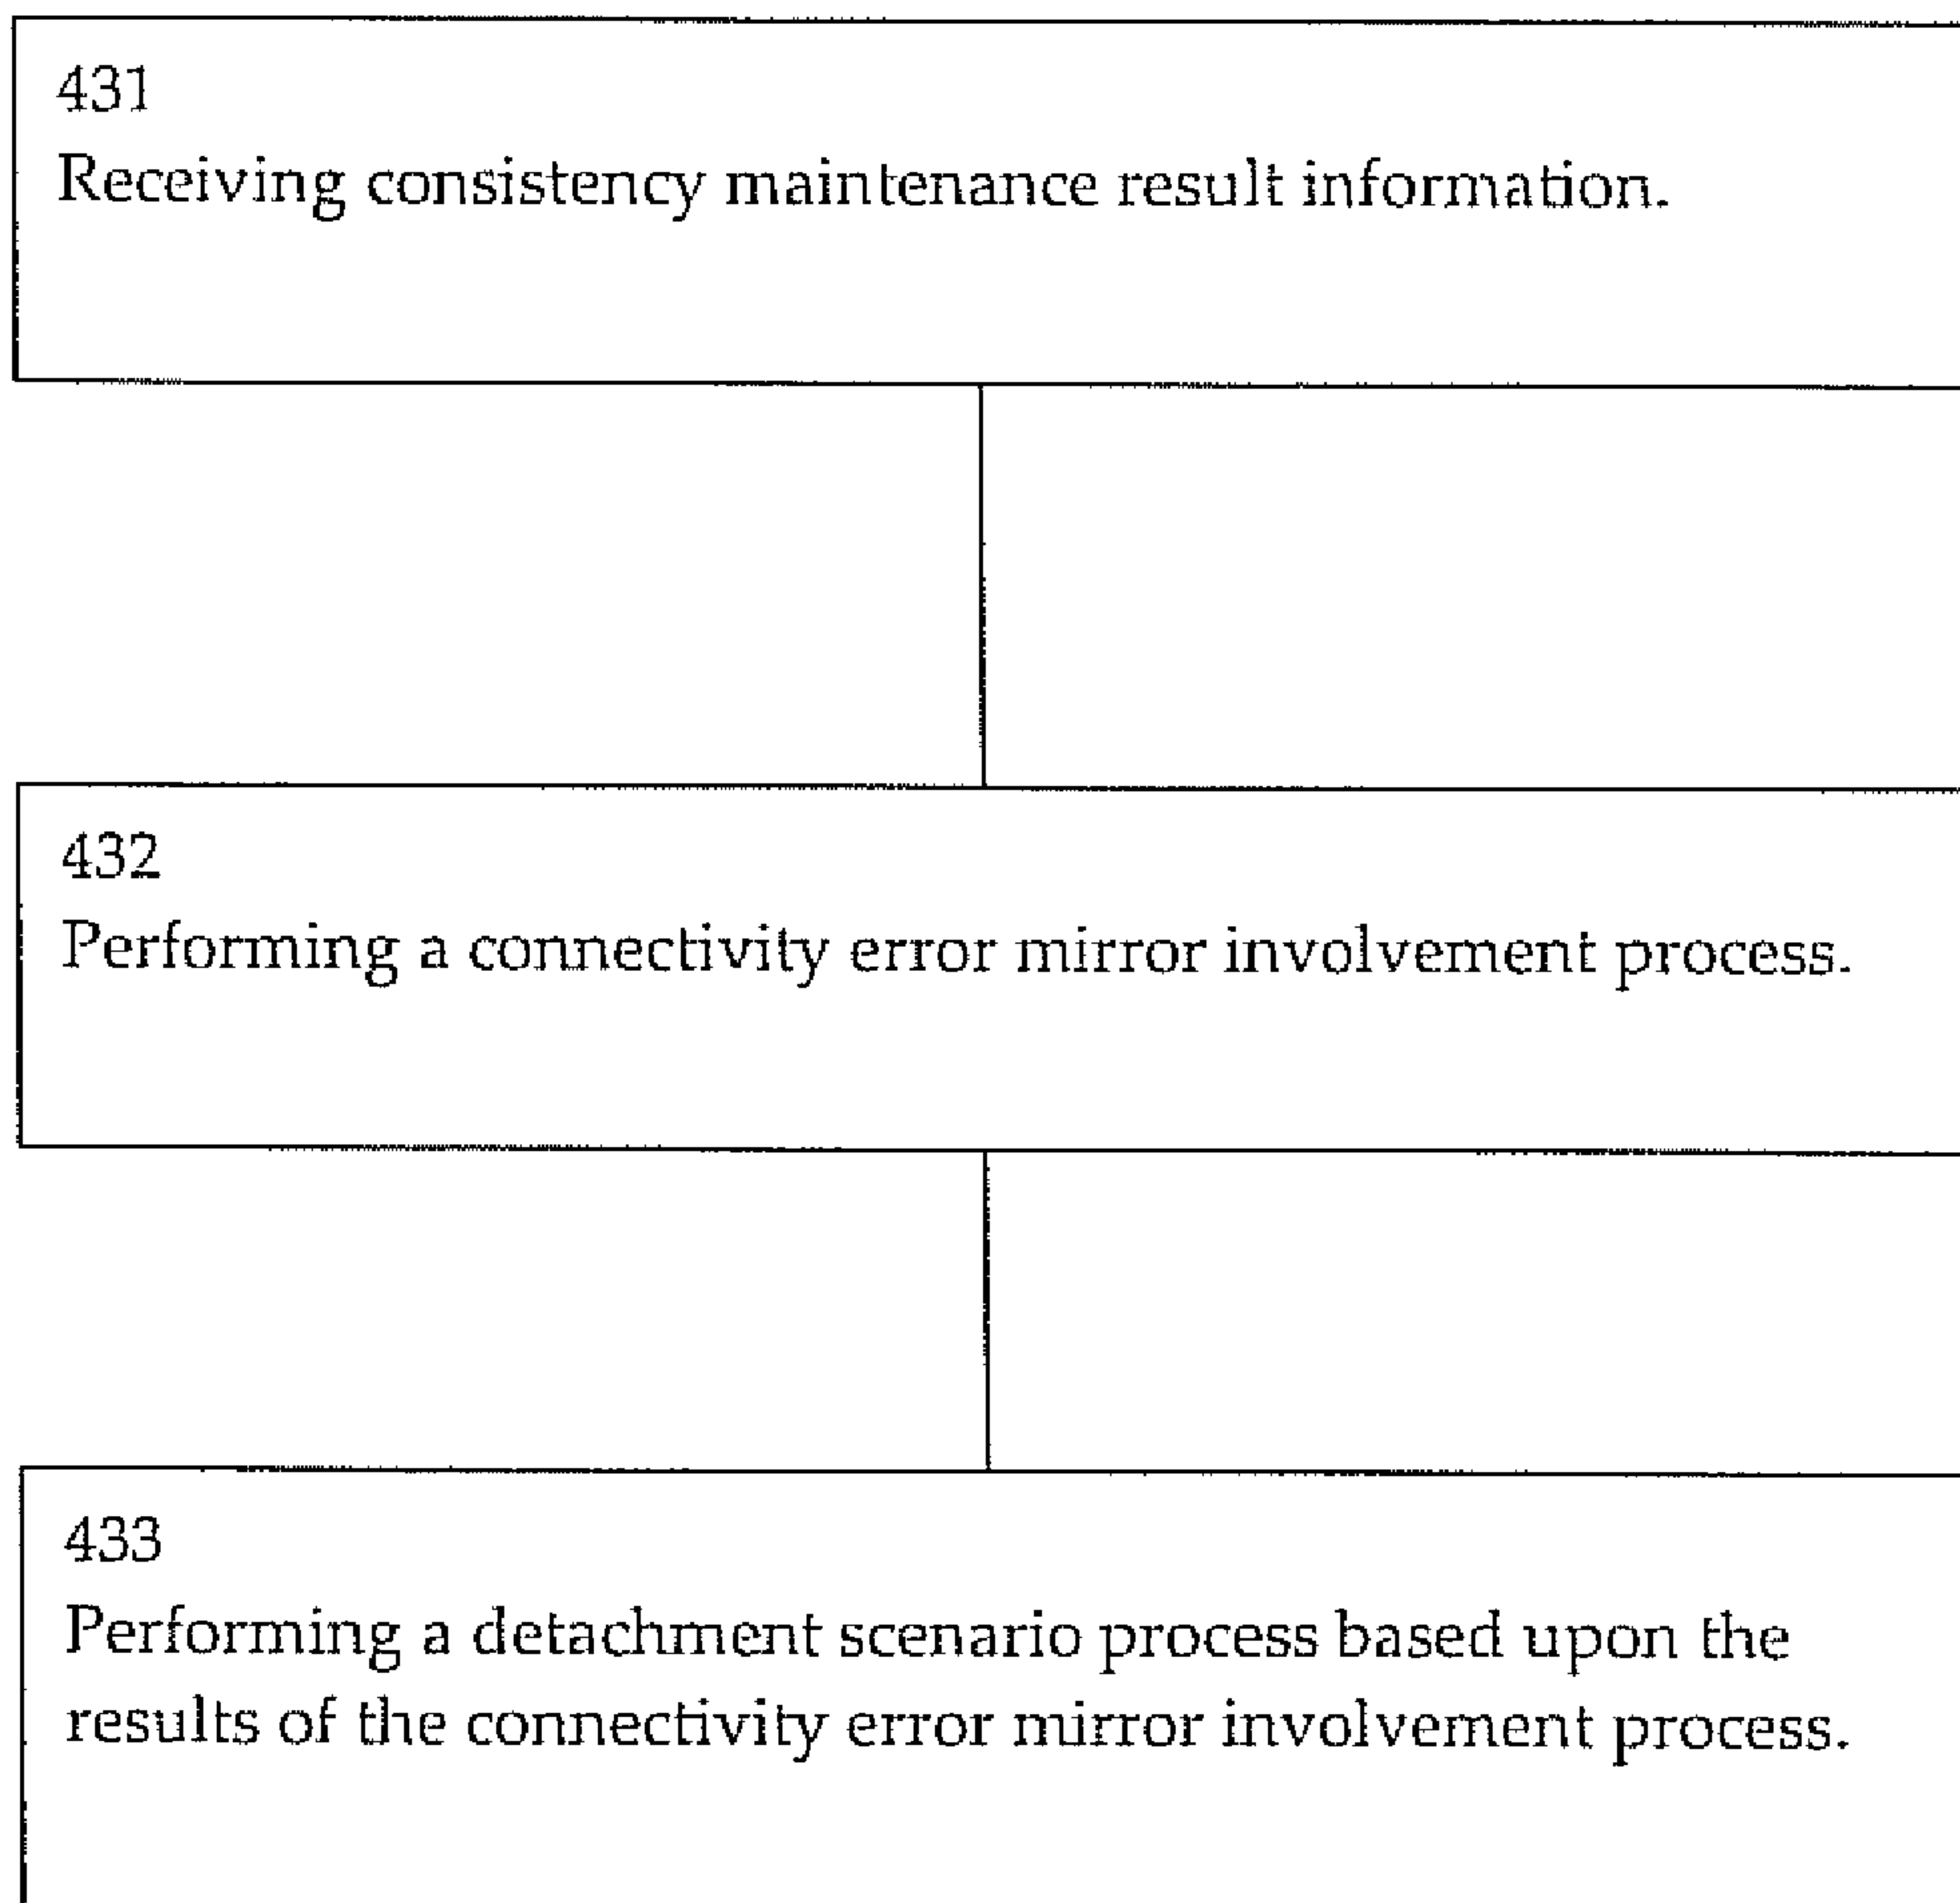 431
Receiving consistency maintenance result information.
432
Performing a connectivity error mirror involvement process.
433
Performing a detachment scenario process based upon the
results of the connectivity error mirror involvement process.